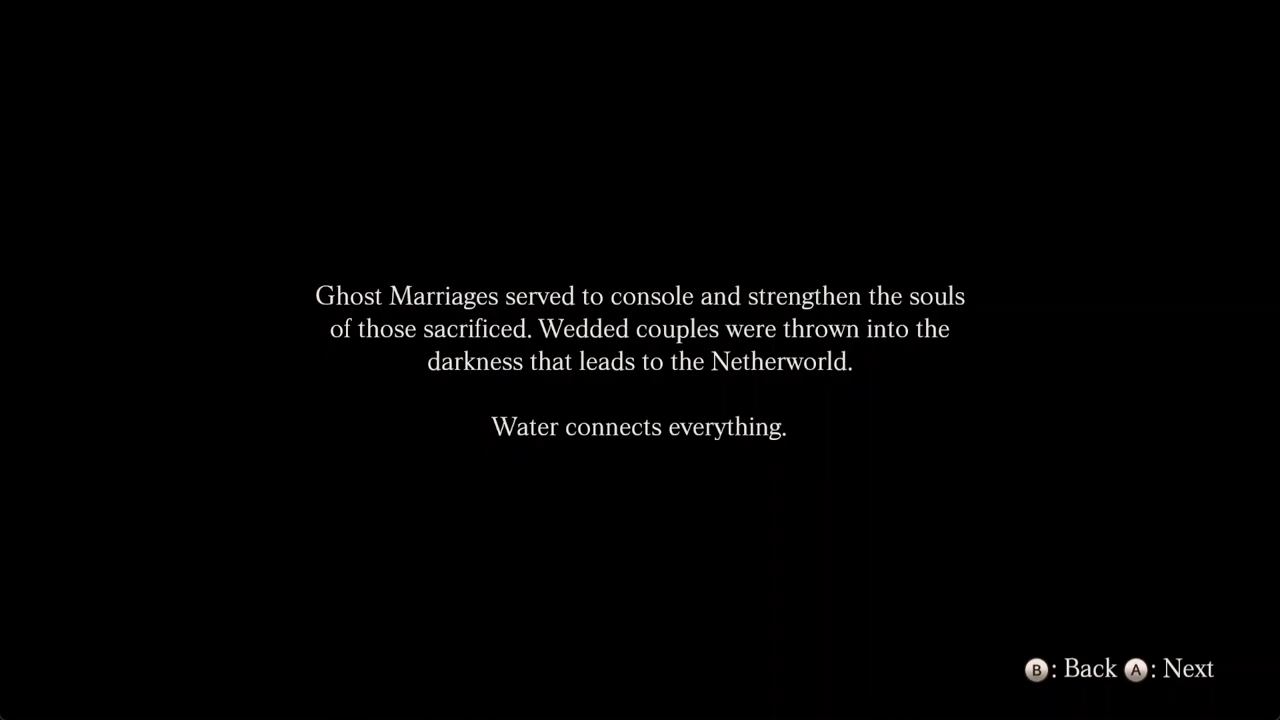 Ghost Marriages served to console and strengthen the souls
of those sacrificed. Wedded couples were thrown into the
darkness that leads to the Netherworld.
Water connects everything.
B: Back A: Next